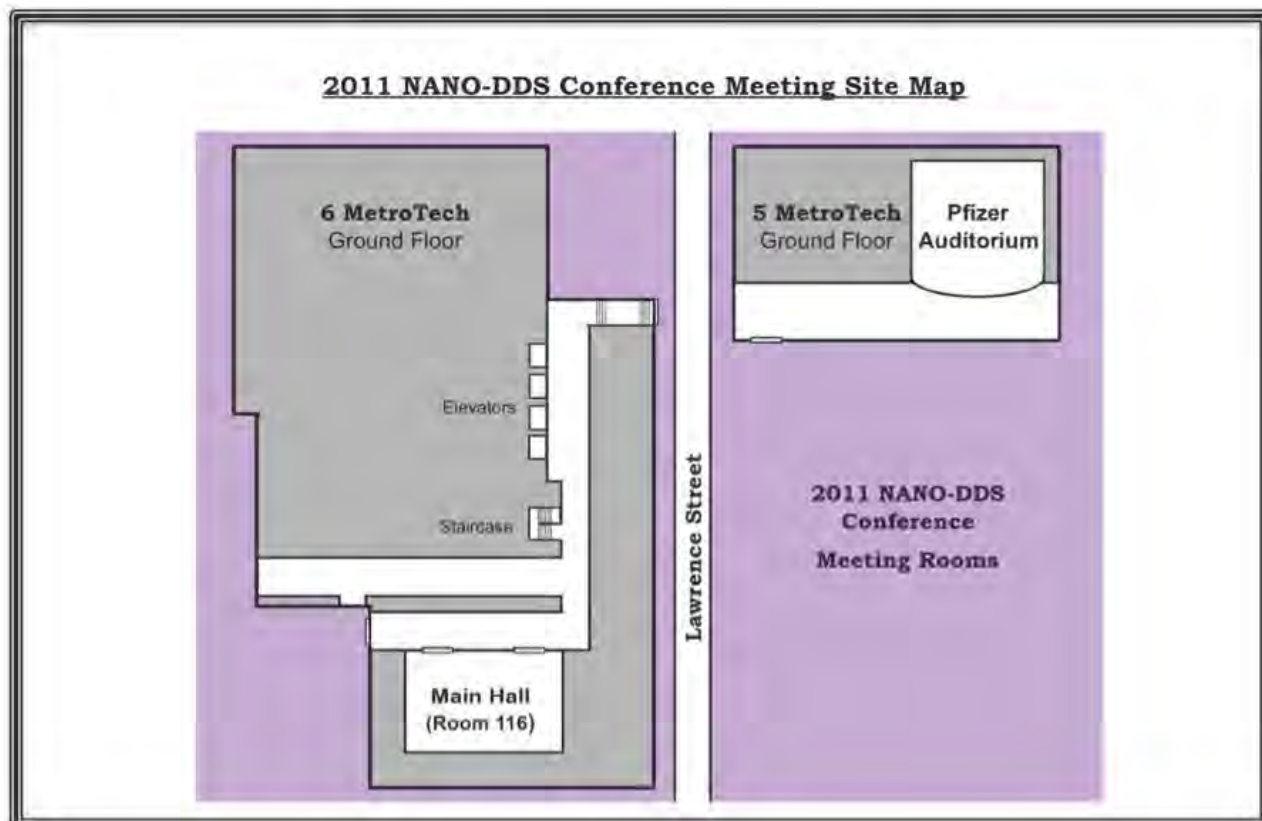 2011 NANO-DDS Conference Meeting Site Map
6 MetroTech
Ground Floor
Elevators
Staircase
Main Hall
(Room 116)
Lawrence Street
5 MetroTech
Ground Floor
Pfizer
Auditorium
2011 NANO-DDS
Conference
Meeting Rooms